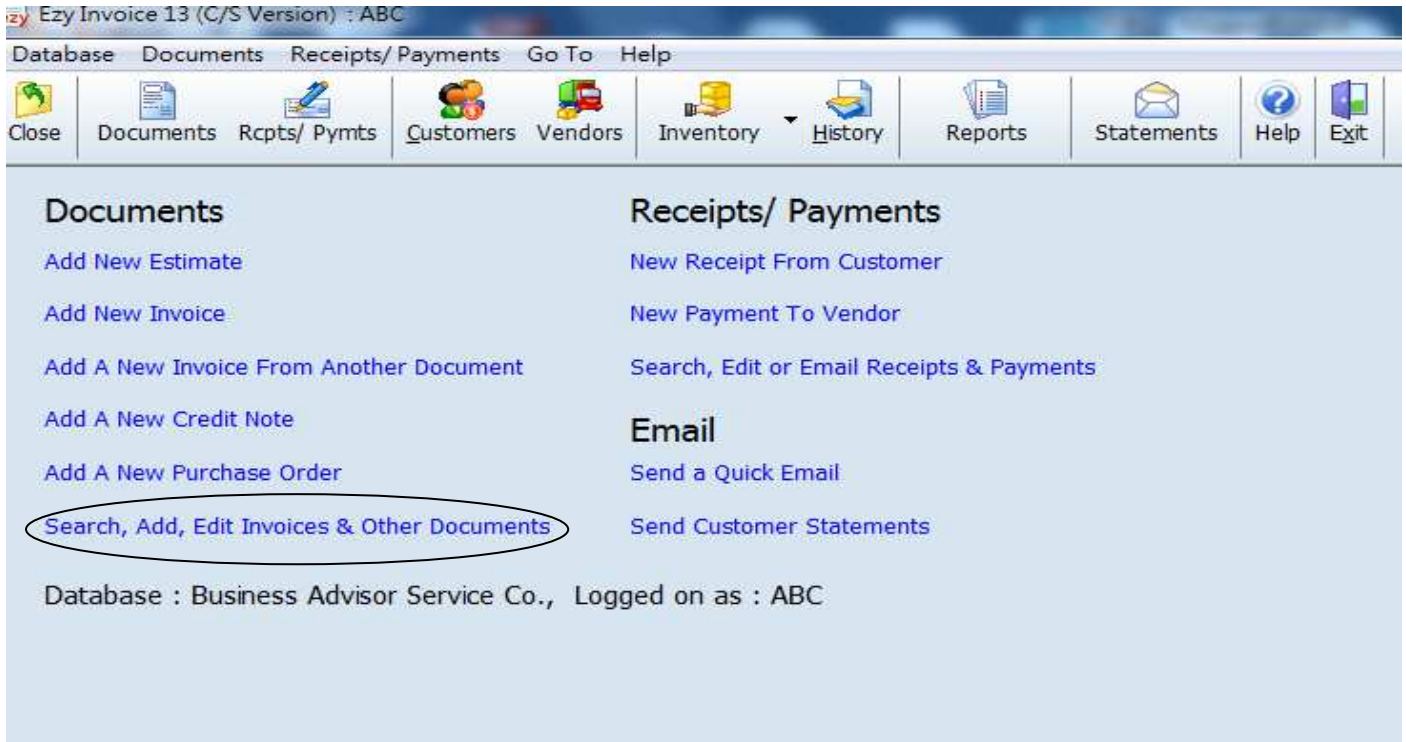 ezy Ezy Invoice 13 (C/S Version) : ABC
Database Documents Receipts/ Payments Go To Help
Close Documents Rcpts/ Pymts Customers Vendors Inventory History Reports Statements Help Exit
Documents
Add New Estimate
Add New Invoice
Add A New Invoice From Another Document
Add A New Credit Note
Add A New Purchase Order
Search, Add, Edit Invoices & Other Documents
Receipts/ Payments
New Receipt From Customer
New Payment To Vendor
Search, Edit or Email Receipts & Payments
Email
Send a Quick Email
Send Customer Statements
Database : Business Advisor Service Co., Logged on as : ABC